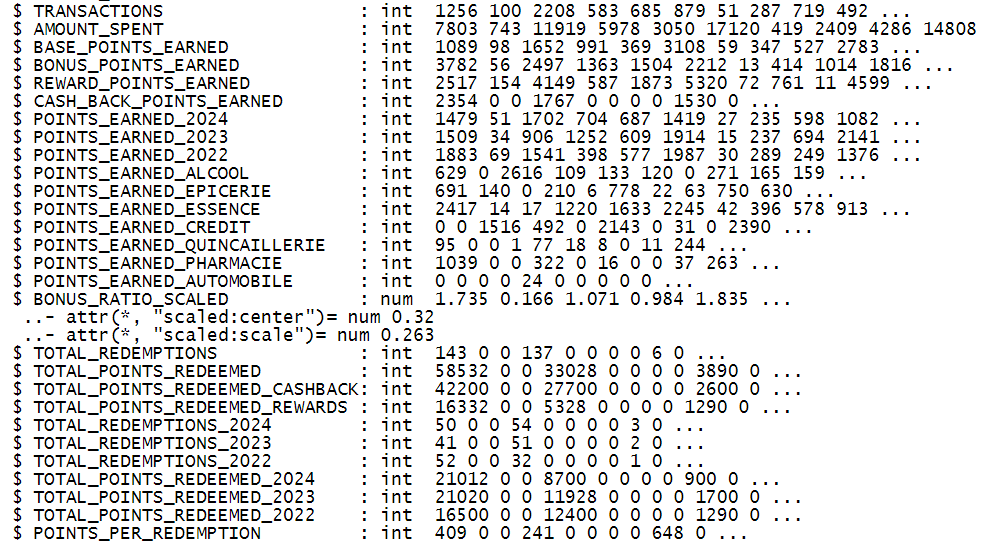 $ TRANSACTIONS : int 1256 100 2208 583 685 879 51 287 719 492 ...
$ AMOUNT_SPENT : int 7803 743 11919 5978 3050 17120 419 2409 4286 14808
$ BASE_POINTS_EARNED : int 1089 98 1652 991 369 3108 59 347 527 2783 ...
$ BONUS_POINTS_EARNED : int 3782 56 2497 1363 1504 2212 13 414 1014 1816 ...
$ REWARD_POINTS_EARNED : int 2517 154 4149 587 1873 5320 72 761 11 4599 ...
$ CASH_BACK_POINTS_EARNED : int 2354 0 0 1767 0 0 0 0 1530 0 ...
$ POINTS_EARNED_2024 : int 1479 51 1702 704 687 1419 27 235 598 1082 ...
$ POINTS_EARNED_2023 : int 1509 34 906 1252 609 1914 15 237 694 2141 ...
$ POINTS_EARNED_2022 : int 1883 69 1541 398 577 1987 30 289 249 1376 ...
$ POINTS_EARNED_ALCOOL : int 629 0 2616 109 133 120 0 271 165 159 ...
$ POINTS_EARNED_EPICERIE : int 691 140 0 210 6 778 22 63 750 630 ...
$ POINTS_EARNED_ESSENCE : int 2417 14 17 1220 1633 2245 42 396 578 913 ...
$ POINTS_EARNED_CREDIT : int 0 0 1516 492 0 2143 0 31 0 2390 ...
$ POINTS_EARNED_QUINCAILLERIE : int 95 0 0 1 77 18 8 0 11 244 ...
$ POINTS_EARNED_PHARMACIE : int 1039 0 0 322 0 16 0 0 37 263 ...
$ POINTS_EARNED_AUTOMOBILE : int 0 0 0 0 24 0 0 0 0 0 ...
$ BONUS_RATIO_SCALED : num 1.735 0.166 1.071 0.984 1.835 ...
..- attr(*, "scaled:center")= num 0.32
..- attr(*, "scaled:scale")= num 0.263
$ TOTAL_REDEMPTIONS : int 143 0 0 137 0 0 0 0 6 0 ...
$ TOTAL_POINTS_REDEEMED : int 58532 0 0 33028 0 0 0 0 3890 0 ...
$ TOTAL_POINTS_REDEEMED_CASHBACK: int 42200 0 0 27700 0 0 0 0 2600 0 ...
$ TOTAL_POINTS_REDEEMED_REWARDS : int 16332 0 0 5328 0 0 0 0 1290 0 ...
$ TOTAL_REDEMPTIONS_2024 : int 50 0 0 54 0 0 0 0 3 0 ...
$ TOTAL_REDEMPTIONS_2023 : int 41 0 0 51 0 0 0 0 2 0 ...
$ TOTAL_REDEMPTIONS_2022 : int 52 0 0 32 0 0 0 0 1 0 ...
$ TOTAL_POINTS_REDEEMED_2024 : int 21012 0 0 8700 0 0 0 0 900 0 ...
$ TOTAL_POINTS_REDEEMED_2023 : int 21020 0 0 11928 0 0 0 0 1700 0 ...
$ TOTAL_POINTS_REDEEMED_2022 : int 16500 0 0 12400 0 0 0 0 1290 0 ...
$ POINTS_PER_REDEMPTION : int 409 0 0 241 0 0 0 0 648 0 ...